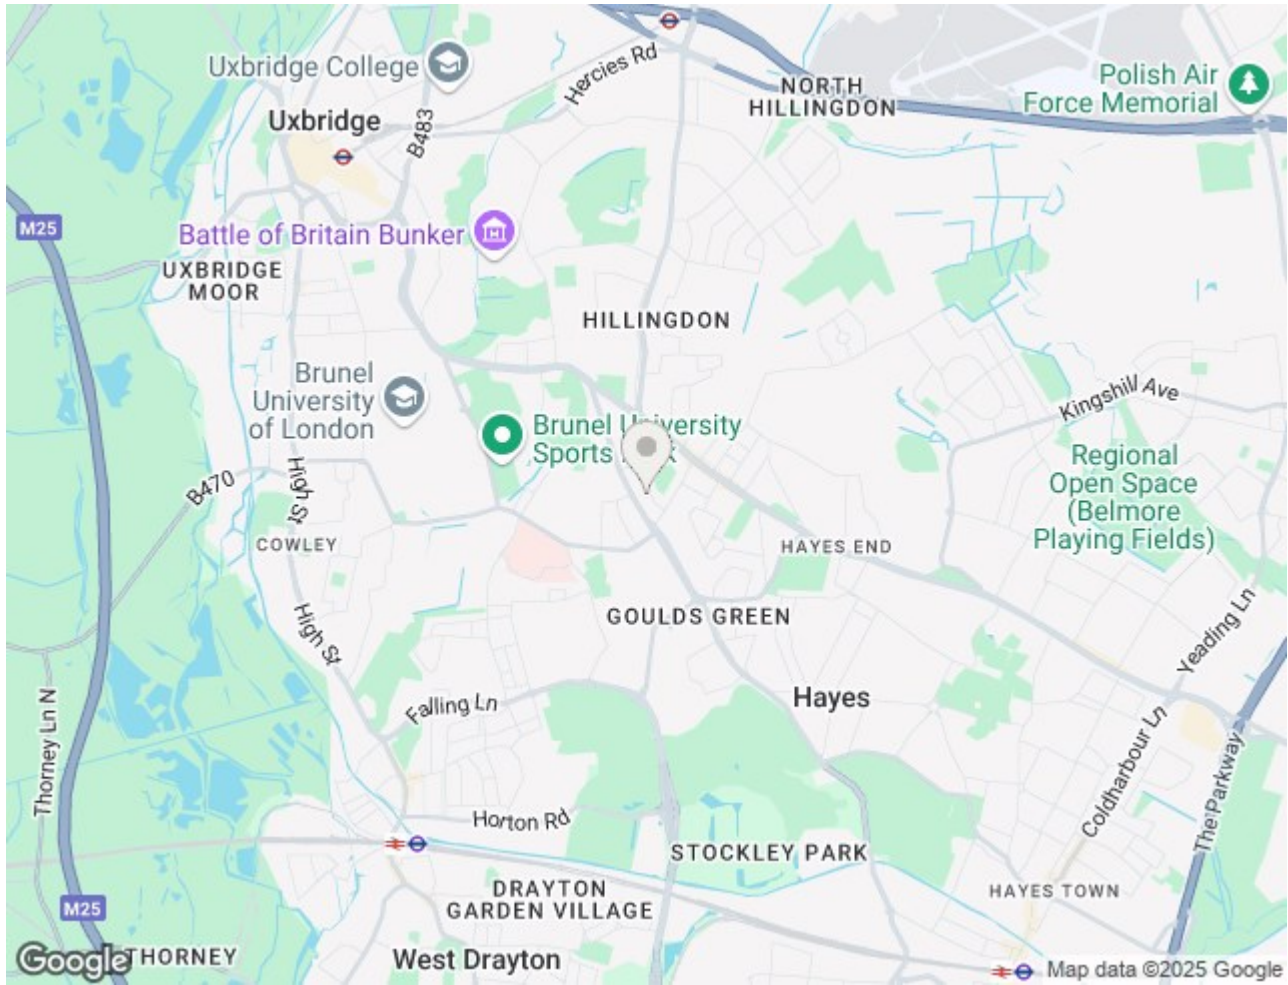 Uxbridge College
Hercies Rd
NORTH
HILLINGDON
Polish Air
Force Memorial
Uxbridge
B483
M25
Battle of Britain Bunker
UXBRIDGE
MOOR
HILLINGDON
Brunel
University
of London
Kingshill Ave
Brunel University
Sports
Regional
Open Space
(Belmore
Playing Fields)
B470
High St
COWLEY
HAYES END
High St
GOULDS GREEN
Yeading Ln
Falling Ln
Hayes
Thorney Ln N
Coldharbour Ln
The Parkway
Horton Rd
STOCKLEY PARK
DRAYTON
GARDEN VILLAGE
HAYES TOWN
M25
THORNEY
West Drayton
Google
Map data ©2025 Google